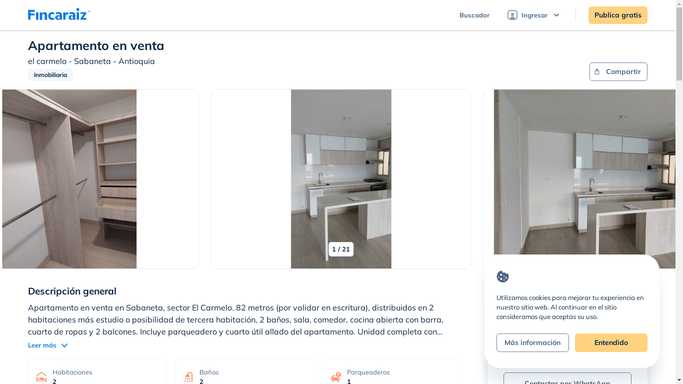 Fincaraiz
Buscador
Ingresar
Publica gratis
Apartamento en venta
el carmelo - Sabaneta - Antioquia
Inmobiliaria
Compartir
1 / 21
Descripción general
Apartamento en venta en Sabaneta, sector El Carmelo. 82 metros (por validar en escritura), distribuidos en 2
habitaciones más estudio o posibilidad de tercera habitación, 2 baños, sala, comedor, cocina abierta con barra,
cuarto de ropas y 2 balcones. Incluye parqueadero y cuarto útil allado del apartamento. Unidad completa con...
Leer más
Habitaciones
2
Baños
2
Parqueaderos
1
Utilizamos cookies para mejorar tu experiencia en
nuestro sitio web. Al continuar en el sitio
consideramos que aceptas su uso.
Más información
Entendido
Contactar por WhatsApp